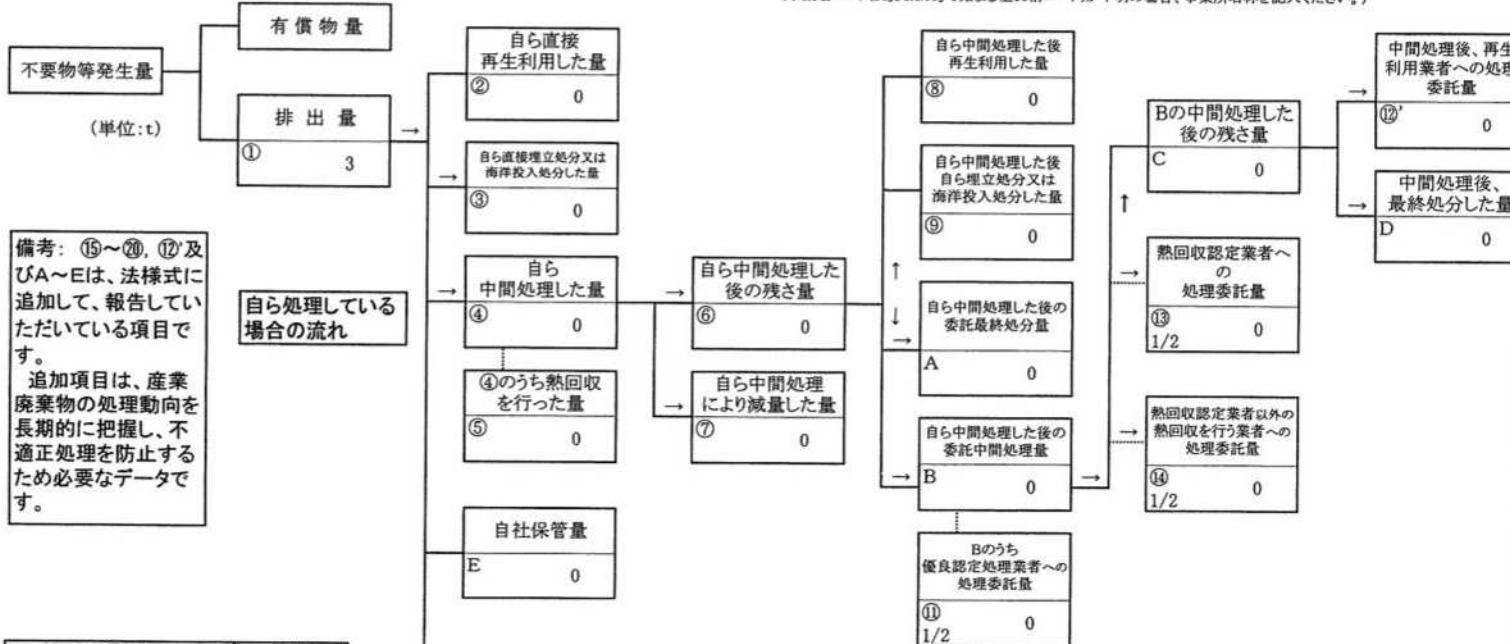 有償物量
不要物等発生量
(単位:t)
排 出 量
①
3
→
備考: ⑮~⑳, ⑫'及
びA~Eは、法様式に
追加して、報告してい
ただいている項目で
す。
追加項目は、産業
廃棄物の処理動向を
長期的に把握し、不
適正処理を防止する
ため必要なデータで
す。
自ら処理している
場合の流れ
自ら直接
再生利用した量
②
0
→
自ら直接埋立処分又は
海洋投入処分した量
③
0
→
自ら
中間処理した量
④
0
④のうち熱回収
を行った量
⑤
0
自社保管量
E
0
→
自ら中間処理した
後の残さ量
⑥
0
→
自ら中間処理
により減量した量
⑦
0
自ら中間処理した後
再生利用した量
⑧
0
自ら中間処理した後
自ら埋立処分又は
海洋投入処分した量
⑨
0
↑
↓
→
自ら中間処理した後の
委託最終処分量
A
0
→
自ら中間処理した後の
委託中間処理量
B
0
→
Bのうち
優良認定処理業者への
処理委託量
⑪
1/2
0
↑
Bの中間処理した
後の残さ量
C
0
→
熱回収認定業者へ
の
処理委託量
⑬
1/2
0
→
熱回収認定業者以外の
熱回収を行う業者への
処理委託量
⑭
1/2
0
→
中間処理後、再生
利用業者への処理
委託量
⑫'
0
→
中間処理後、
最終処分した量
D
0